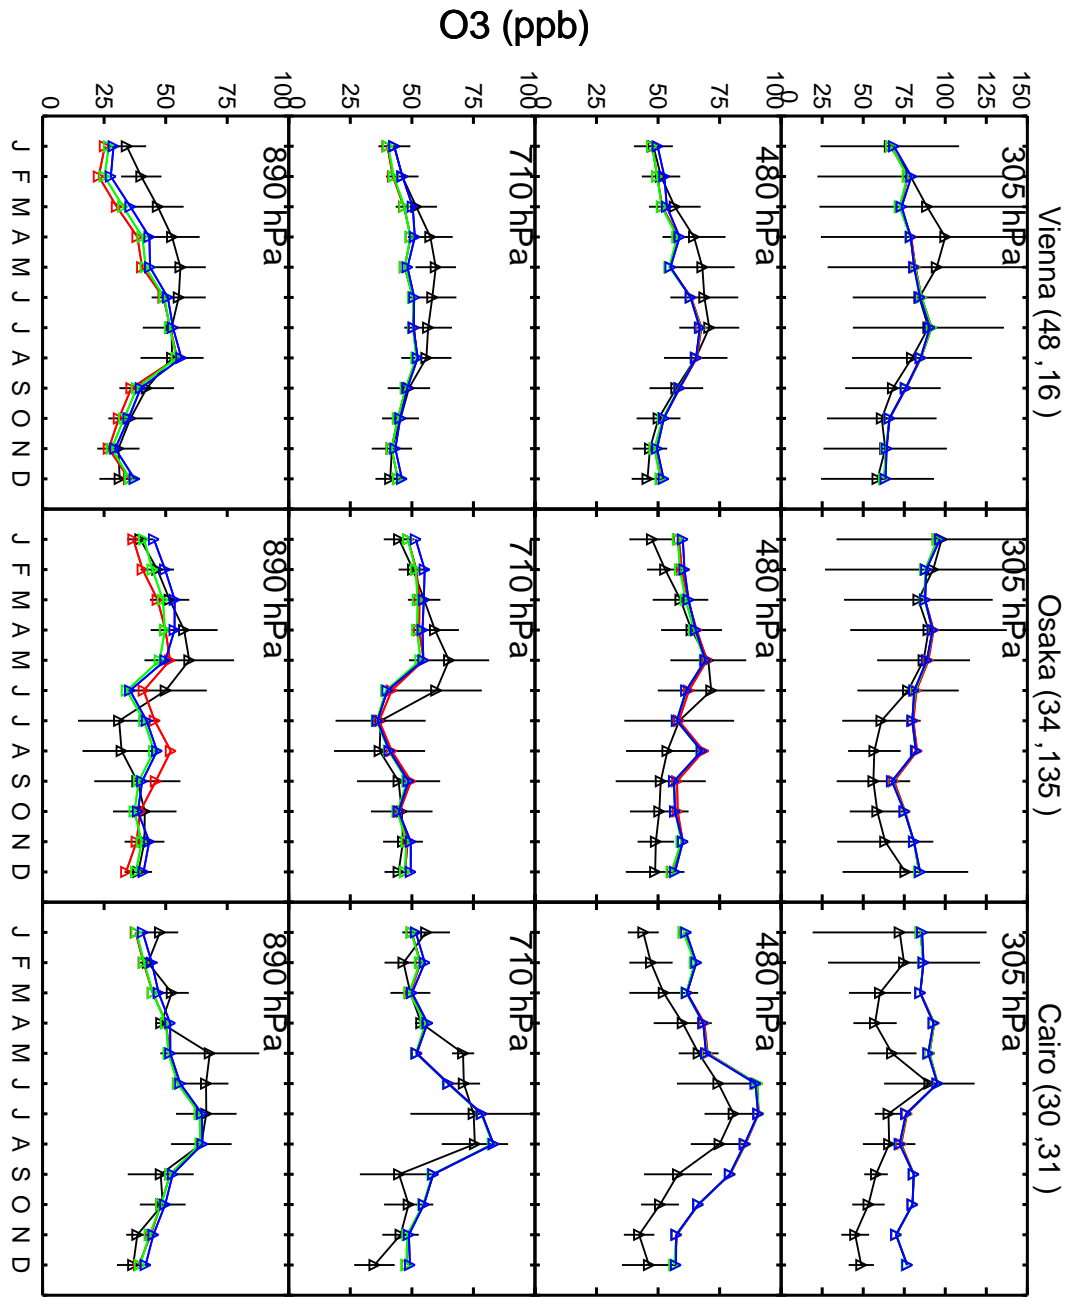 O3 (ppb)
Vienna (48 ,16 )
Osaka (34 ,135 )
Cairo (30 ,31 )
150
125
100
75
50
25
0
305 hPa
305 hPa
305 hPa
100
75
50
25
0
480 hPa
480 hPa
480 hPa
100
75
50
25
0
710 hPa
710 hPa
710 hPa
100
75
50
25
0
890 hPa
890 hPa
890 hPa
J F M A M J J A S O N D
J F M A M J J A S O N D
J F M A M J J A S O N D